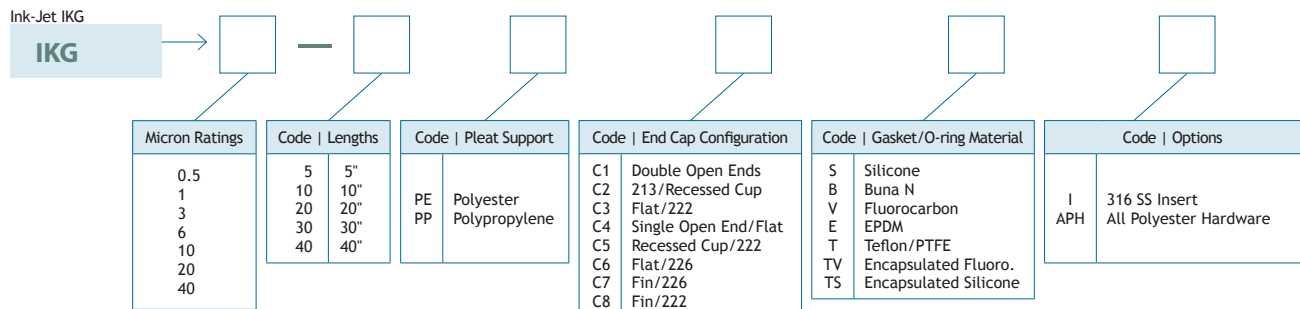 Ink-Jet IKG
IKG
—
Micron Ratings
0.5
1
3
6
10
20
40
Code | Lengths
5 5"
10 10"
20 20"
30 30"
40 40"
Code | Pleat Support
PE Polyester
PP Polypropylene
Code | End Cap Configuration
C1 Double Open Ends
C2 213/Recessed Cup
C3 Flat/222
C4 Single Open End/Flat
C5 Recessed Cup/222
C6 Flat/226
C7 Fin/226
C8 Fin/222
Code | Gasket/O-ring Material
S Silicone
B Buna N
V Fluorocarbon
E EPDM
T Teflon/PTFE
TV Encapsulated Fluoro.
TS Encapsulated Silicone
Code | Options
I 316 SS Insert
APH All Polyester Hardware